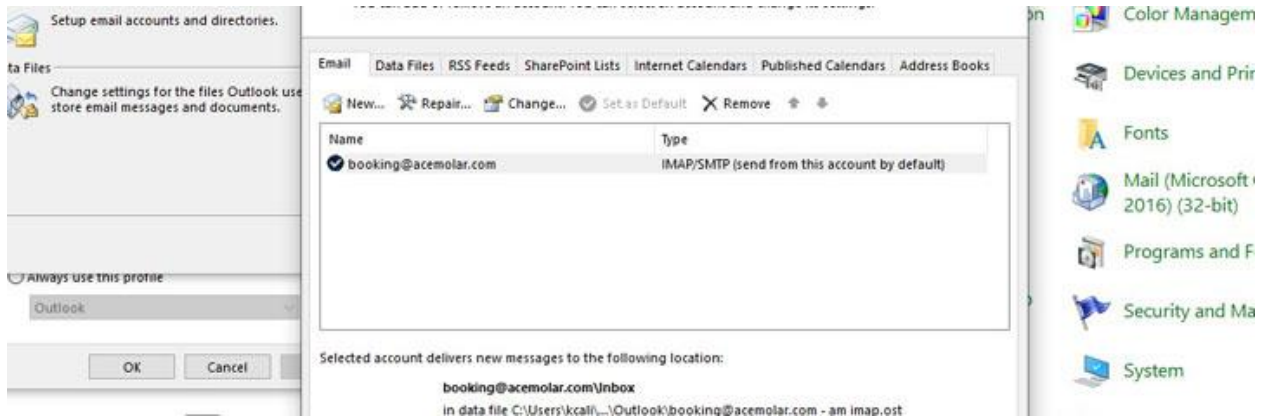 Setup email accounts and directories.
ta Files
Change settings for the files Outlook use
store email messages and documents.
Always use this profile
Outlook
OK Cancel
Email Data Files RSS Feeds SharePoint Lists Internet Calendars Published Calendars Address Books
New... Repair... Change... Set as Default Remove
Name Type
booking@acemolar.com IMAP/SMTP (send from this account by default)
Selected account delivers new messages to the following location:
booking@acemolar.com\Inbox
in data file C:\Users\kcali\...\Outlook\booking@acemolar.com - am imap.ost
on
Color Managem
Devices and Prin
Fonts
Mail (Microsoft
2016) (32-bit)
Programs and F
Security and Ma
System